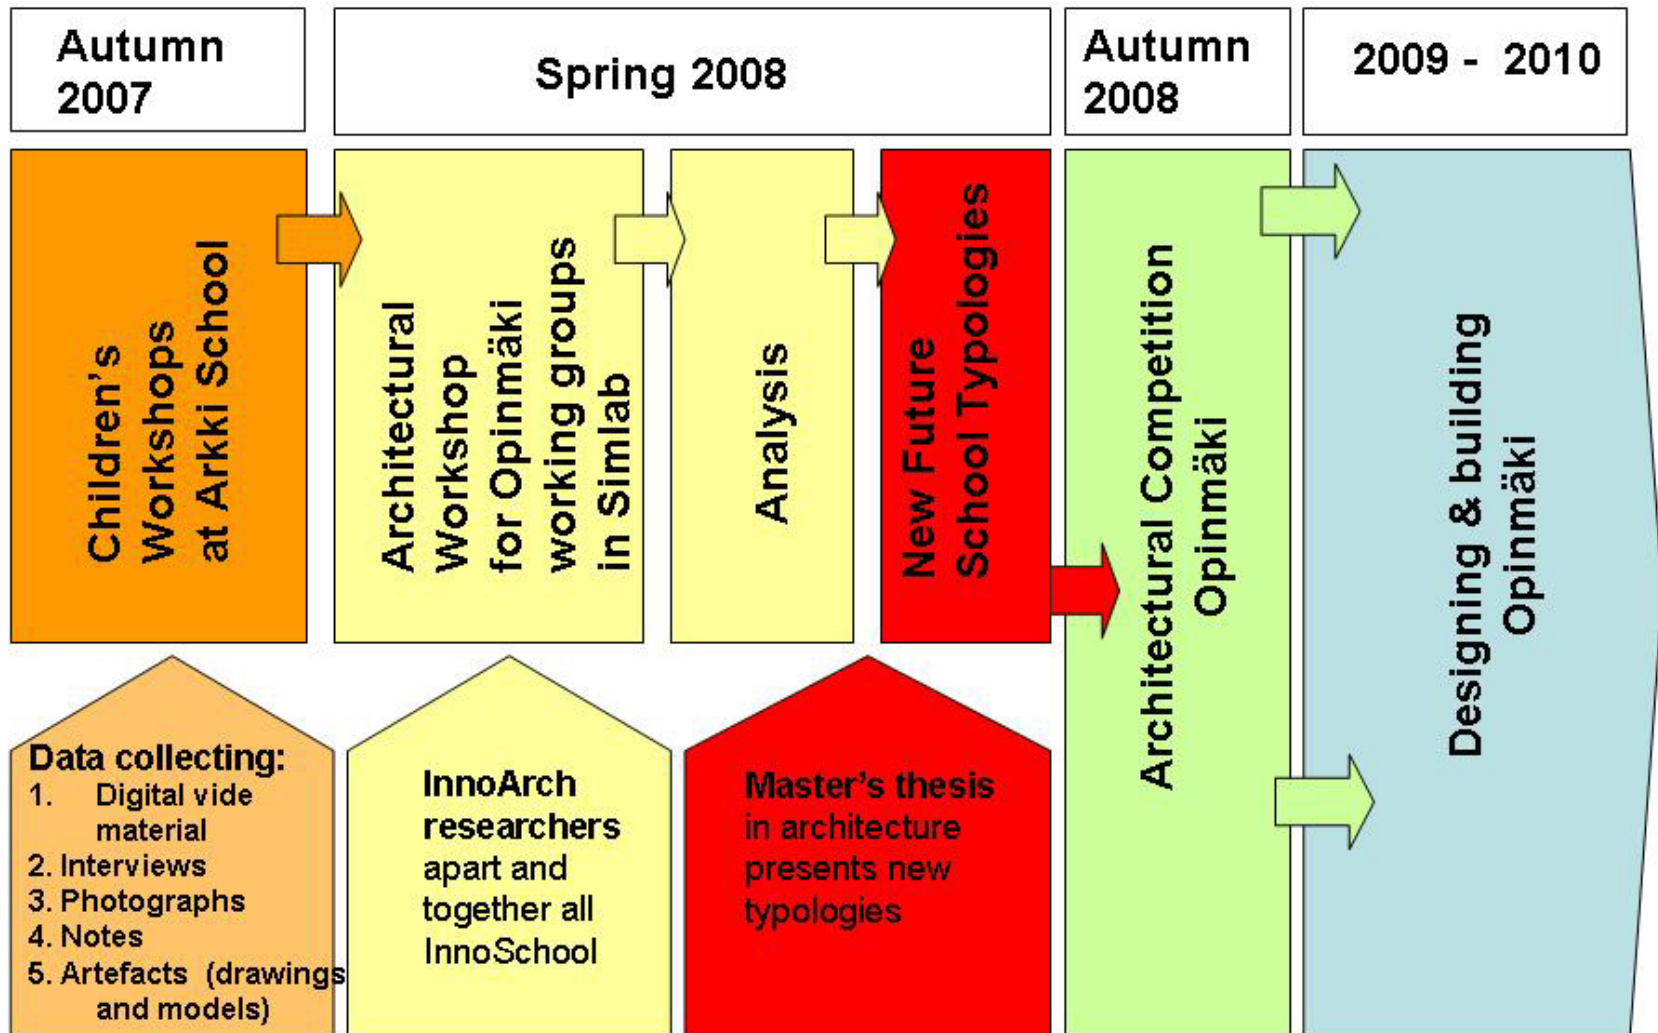 Autumn
2007
Spring 2008
Autumn
2008
2009 - 2010
Children's
Workshops
at Arkki School
Architectural
Workshop
for Opinmäki
working groups
in Simlab
Analysis
New Future
School Typologies
Architectural Competition
Opinmäki
Designing & building
Opinmäki
Data collecting:
1. Digital vide
material
2. Interviews
3. Photographs
4. Notes
5. Artefacts (drawings
and models)
InnoArch
researchers
apart and
together all
InnoSchool
Master's thesis
in architecture
presents new
typologies